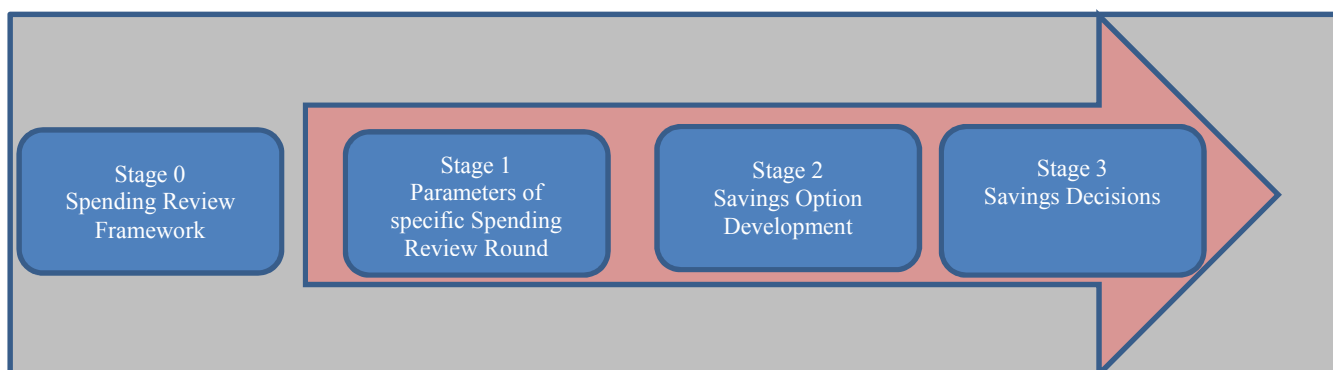 Stage 0
Spending Review
Framework
Stage 1
Parameters of
specific Spending
Review Round
Stage 2
Savings Option
Development
Stage 3
Savings Decisions